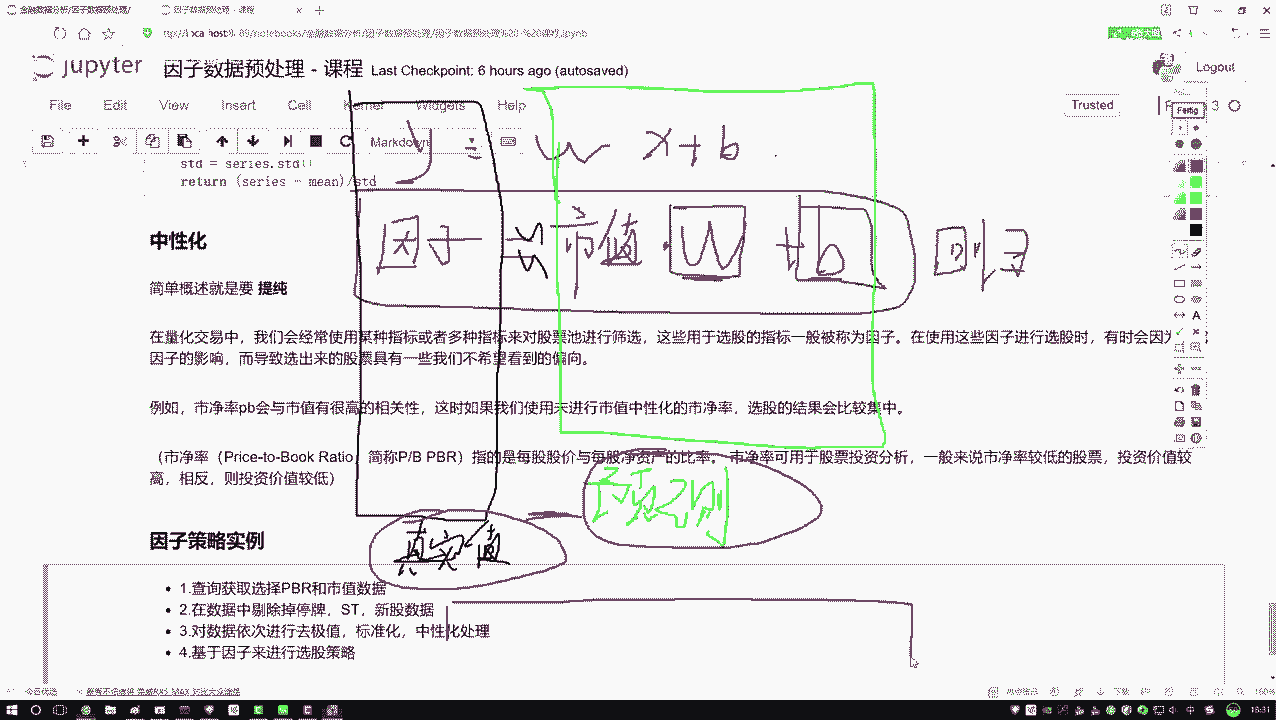 因子数据预处理 - 课程
jupyter 因子数据预处理 - 课程 Last Checkpoint: 6 hours ago (autosaved)
Logout
File Edit View Insert Cell Kernel Widgets Help
Trusted
Fertig
Markdown
y = w x + b
std = series.std()
return (series - mean)/std
因子 市值 · W + b 回归
中性化
简单概述就是要 提纯
在量化交易中，我们会经常使用某种指标或者多种指标来对股票池进行筛选，这些用于选股的指标一般被称为因子。在使用这些因子进行选股时，有时会因为
因子的影响，而导致选出来的股票具有一些我们不希望看到的偏向。
例如，市净率pb会与市值有很高的相关性，这时如果我们使用未进行市值中性化的市净率，选股的结果会比较集中。
（市净率（Price-to-Book Ratio，简称P/B PBR）指的是每股股价与每股净资产的比率。 市净率可用于股票投资分析，一般来说市净率较低的股票，投资价值较
高，相反，则投资价值较低）
预测
真实值
因子策略实例
1.查询获取选择PBR和市值数据
2.在数据中剔除掉停牌，ST，新股数据
3.对数据依次进行去极值，标准化，中性化处理
4.基于因子来进行选股策略